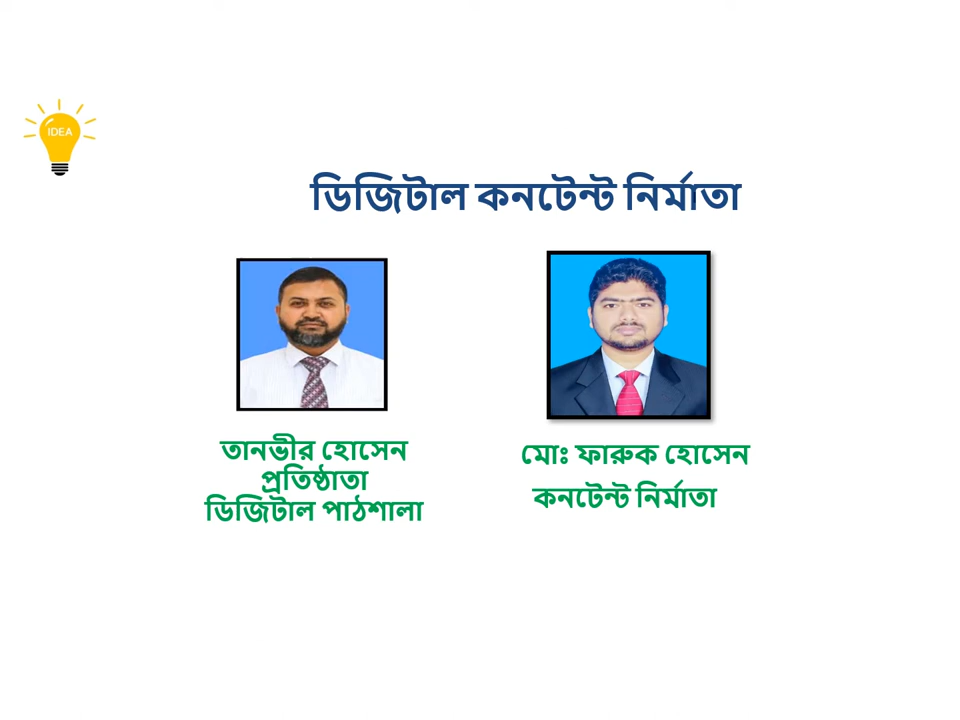 IDEA
ডিজিটাল কনটেন্ট নির্মাতা
তানভীর হোসেন
প্রতিষ্ঠাতা
ডিজিটাল পাঠশালা
মোঃ ফারুক হোসেন
কনটেন্ট নির্মাতা